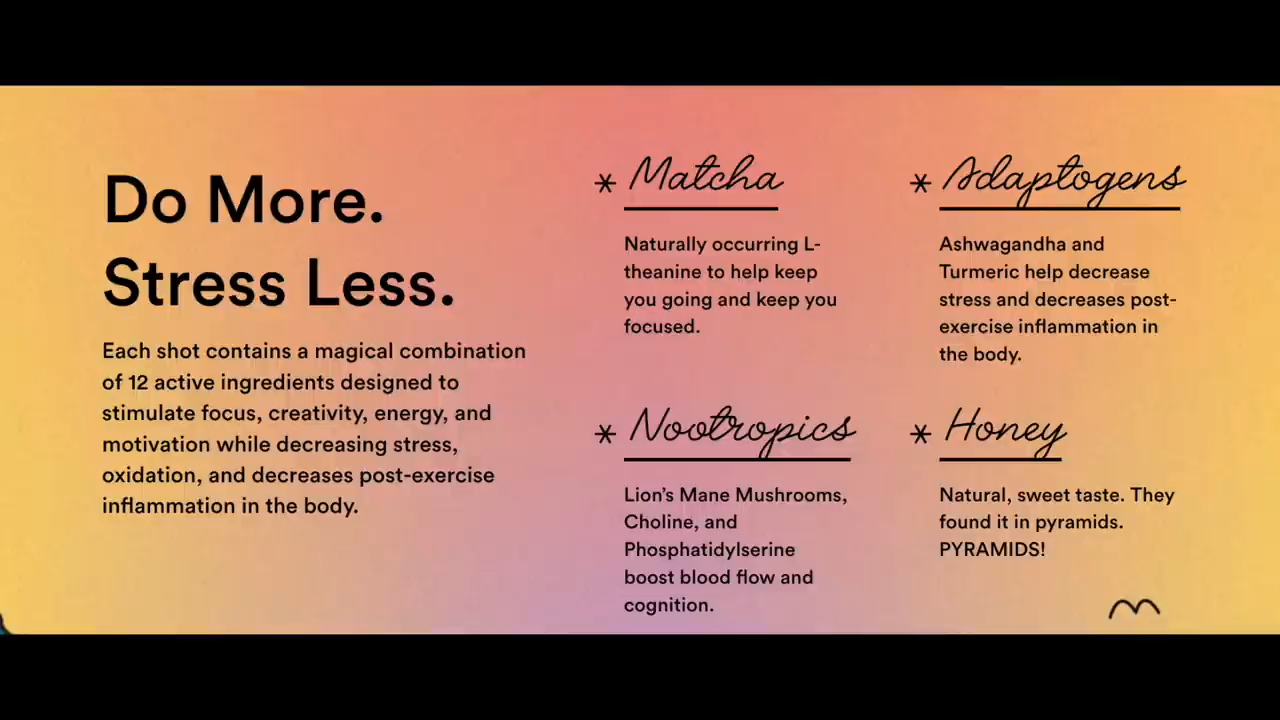 Do More.
Stress Less.
Each shot contains a magical combination
of 12 active ingredients designed to
stimulate focus, creativity, energy, and
motivation while decreasing stress,
oxidation, and decreases post-exercise
inflammation in the body.
* Matcha
Naturally occurring L-
theanine to help keep
you going and keep you
focused.
* Adaptogens
Ashwagandha and
Turmeric help decrease
stress and decreases post-
exercise inflammation in
the body.
* Nootropics
Lion's Mane Mushrooms,
Choline, and
Phosphatidylserine
boost blood flow and
cognition.
* Honey
Natural, sweet taste. They
found it in pyramids.
PYRAMIDS!